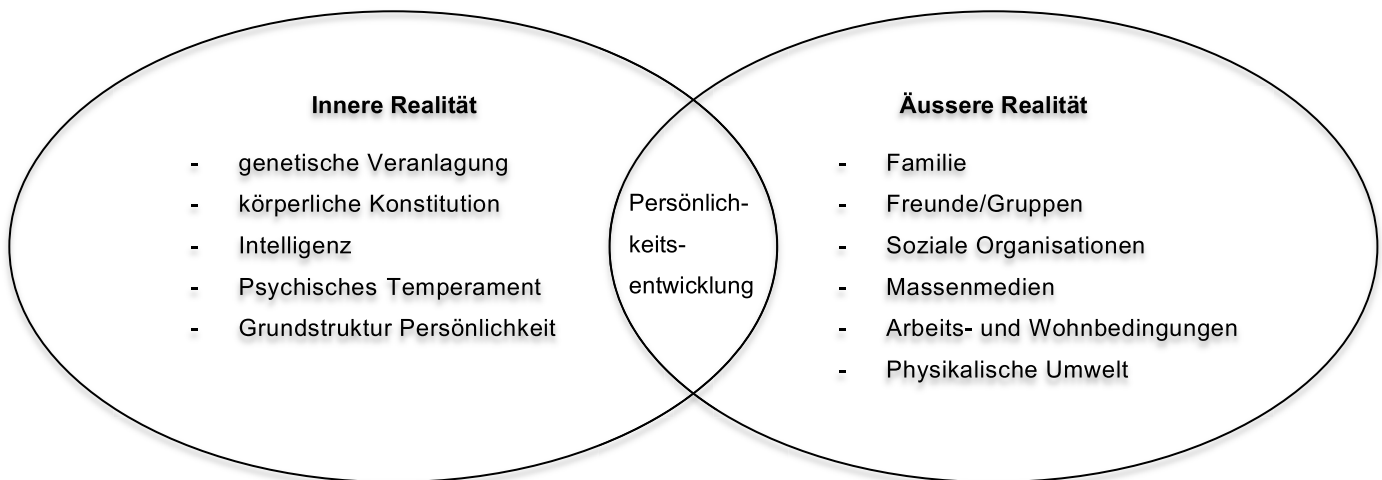 Innere Realität
- genetische Veranlagung
- körperliche Konstitution
- Intelligenz
- Psychisches Temperament
- Grundstruktur Persönlichkeit
Persönlich-
keits-
entwicklung
Äussere Realität
- Familie
- Freunde/Gruppen
- Soziale Organisationen
- Massenmedien
- Arbeits- und Wohnbedingungen
- Physikalische Umwelt